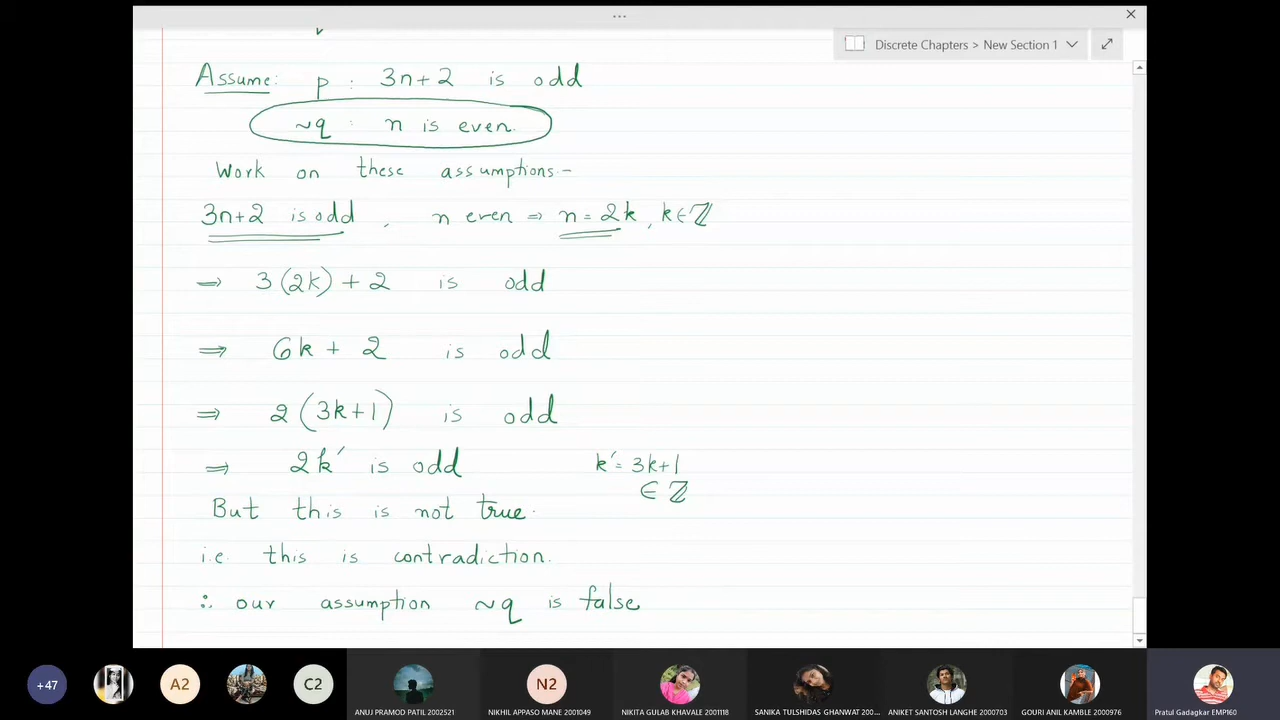 Discrete Chapters > New Section 1
Assume: p : 3n+2 is odd
~q : n is even.
Work on these assumptions-
3n+2 is odd , n even ⇒ n = 2k , k∈ℤ
⇒ 3(2k) + 2 is odd
⇒ 6k + 2 is odd
⇒ 2(3k+1) is odd
⇒ 2k′ is odd k′ = 3k+1
∈ ℤ
But this is not true.
i.e. this is contradiction.
∴ our assumption ~q is false
+47
A2
C2
N2
ANUJ PRAMOD PATIL 2002521
NIKHIL APPASO MANE 2001049
NIKITA GULAB KHAVALE 2001118
SANIKA TULSHIDAS GHANWAT 200...
ANIKET SANTOSH LANGHE 2000703
GOURI ANIL KAMBLE 2000976
Pratul Gadagkar EMP160